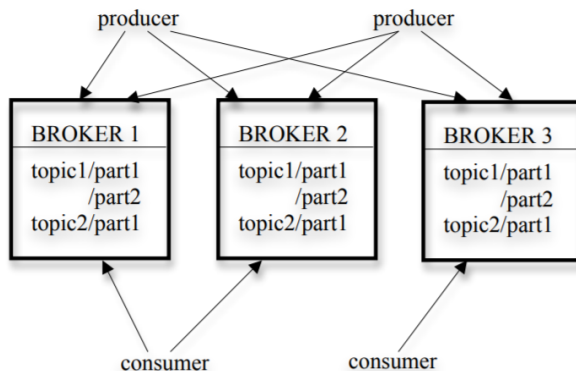 producer producer
BROKER 1
topic1/part1
/part2
topic2/part1
BROKER 2
topic1/part1
/part2
topic2/part1
BROKER 3
topic1/part1
/part2
topic2/part1
consumer consumer